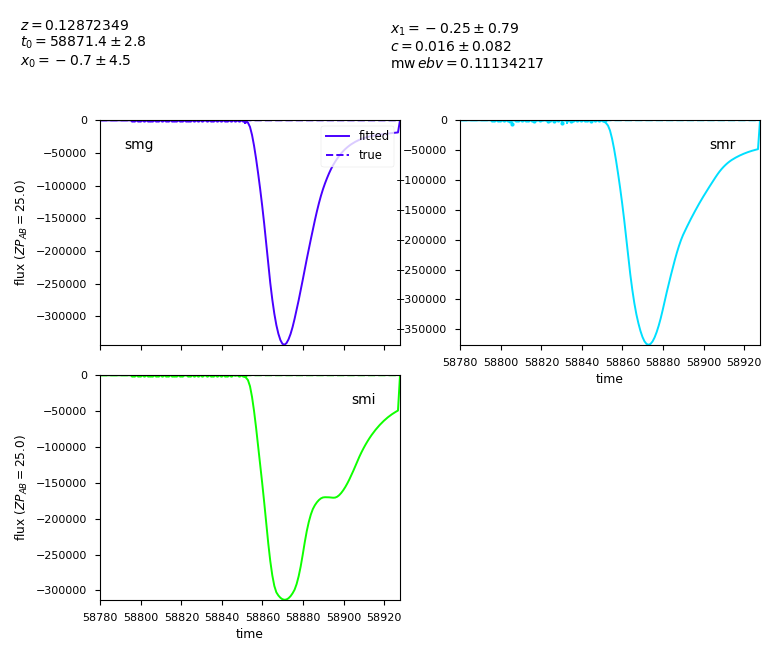 z = 0.12872349
t₀ = 58871.4 ± 2.8
x₀ = −0.7 ± 4.5
x₁ = −0.25 ± 0.79
c = 0.016 ± 0.082
mw ebv = 0.11134217
smg
fitted
true
0
−50000
−100000
−150000
−200000
−250000
−300000
flux (ZP_AB = 25.0)
smr
0
−50000
−100000
−150000
−200000
−250000
−300000
−350000
58780 58800 58820 58840 58860 58880 58900 58920
time
smi
0
−50000
−100000
−150000
−200000
−250000
−300000
flux (ZP_AB = 25.0)
58780 58800 58820 58840 58860 58880 58900 58920
time